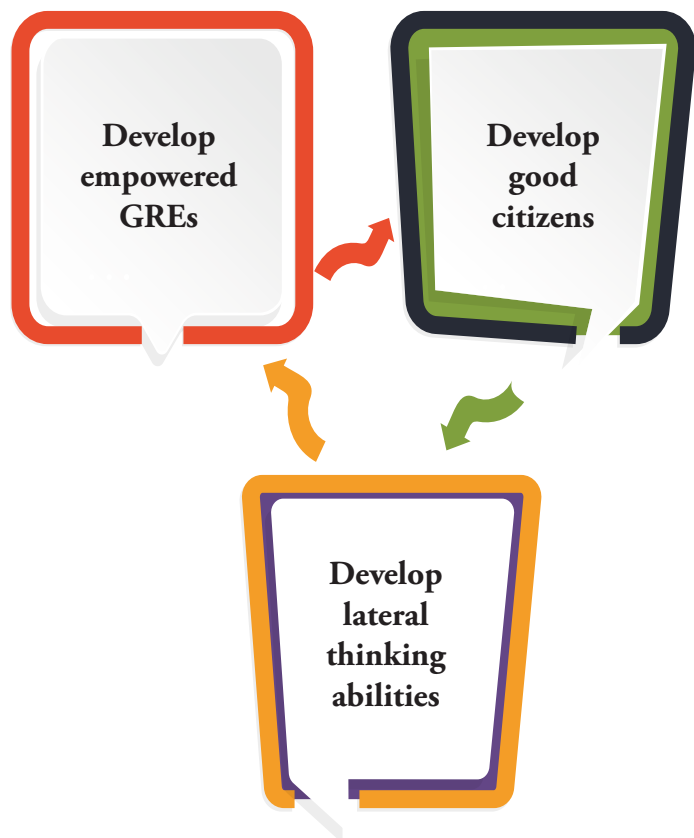 Develop
empowered
GREs
Develop
good
citizens
Develop
lateral
thinking
abilities